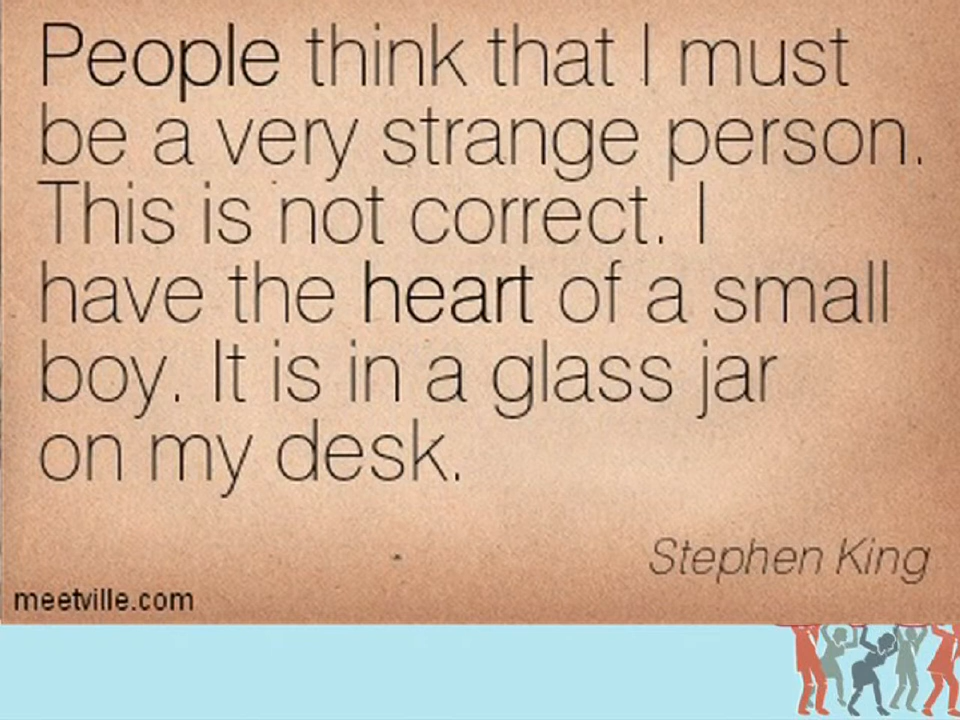 People think that I must
be a very strange person.
This is not correct. I
have the heart of a small
boy. It is in a glass jar
on my desk.
Stephen King
meetville.com